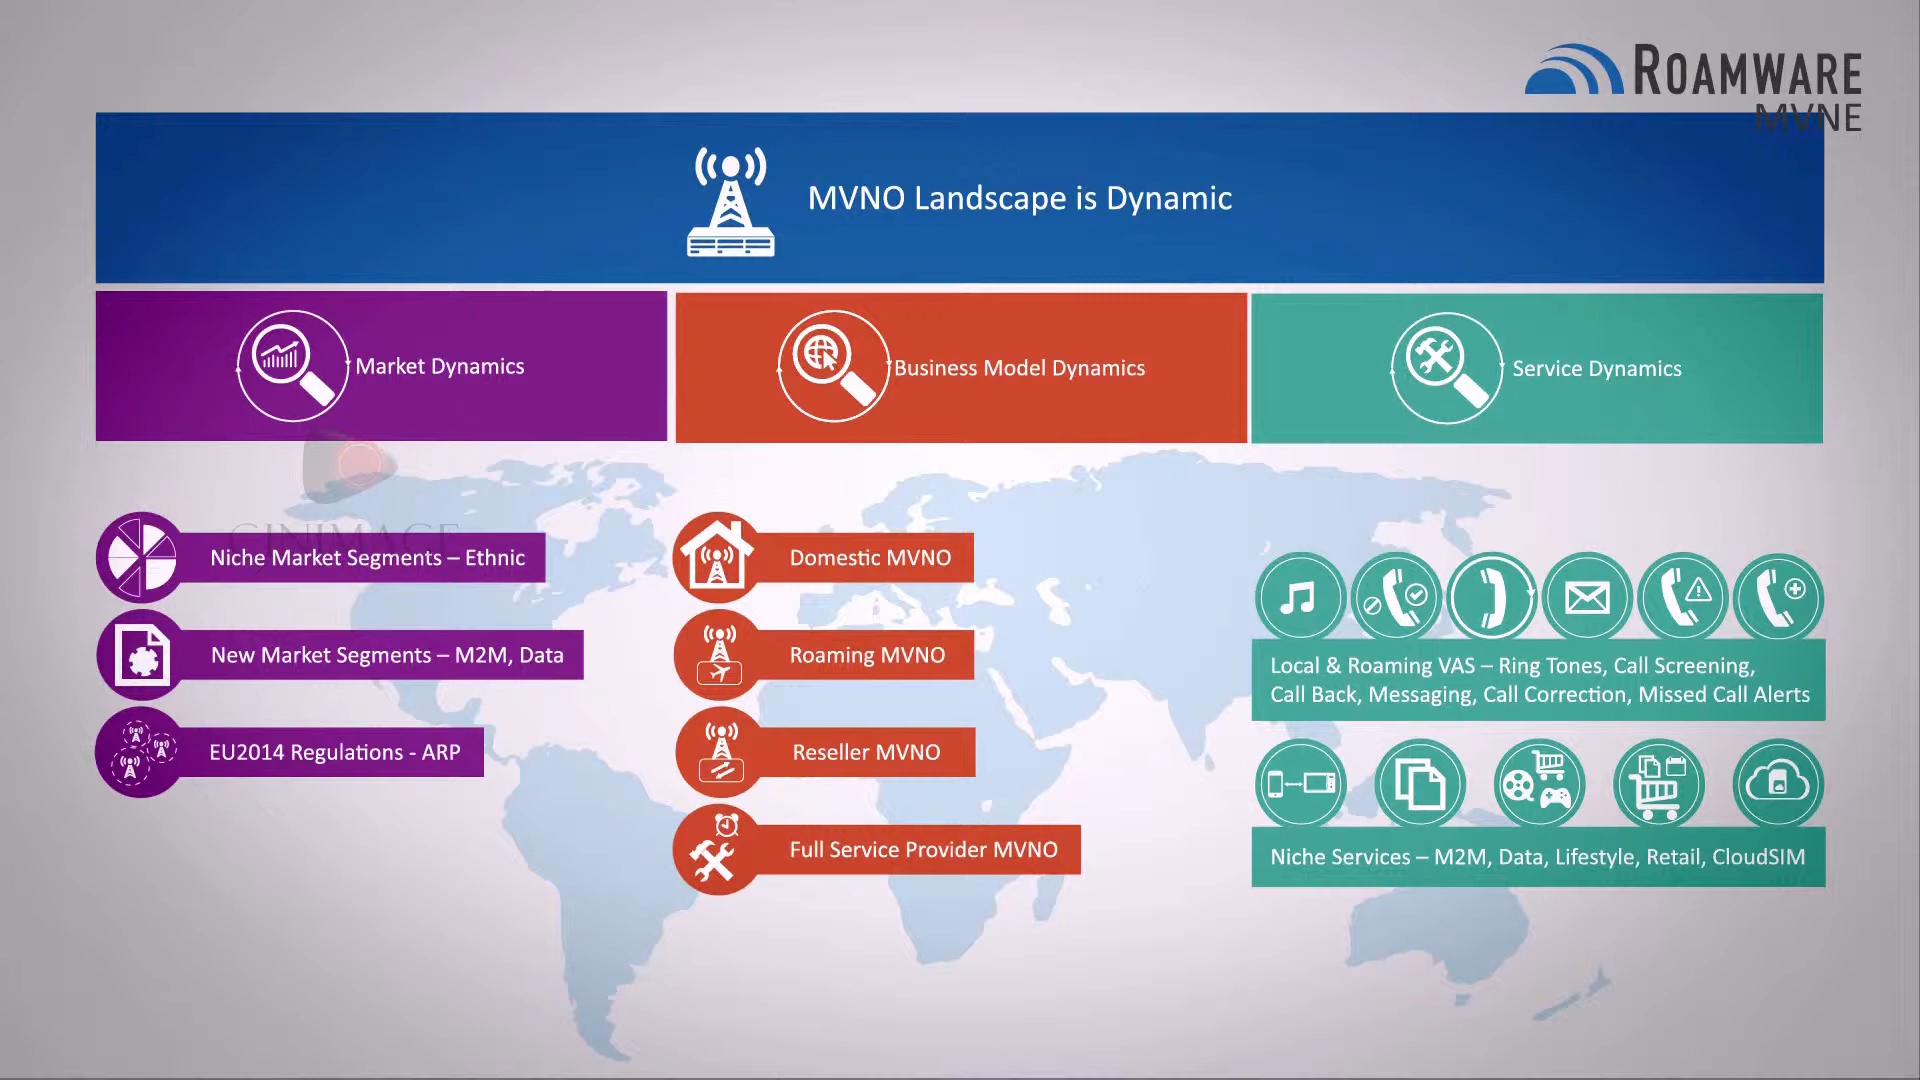 ROAMWARE
MVNE
MVNO Landscape is Dynamic
Market Dynamics
Business Model Dynamics
Service Dynamics
CINIMAGE
Niche Market Segments – Ethnic
New Market Segments – M2M, Data
EU2014 Regulations - ARP
Domestic MVNO
Roaming MVNO
Reseller MVNO
Full Service Provider MVNO
Local & Roaming VAS – Ring Tones, Call Screening,
Call Back, Messaging, Call Correction, Missed Call Alerts
Niche Services – M2M, Data, Lifestyle, Retail, CloudSIM